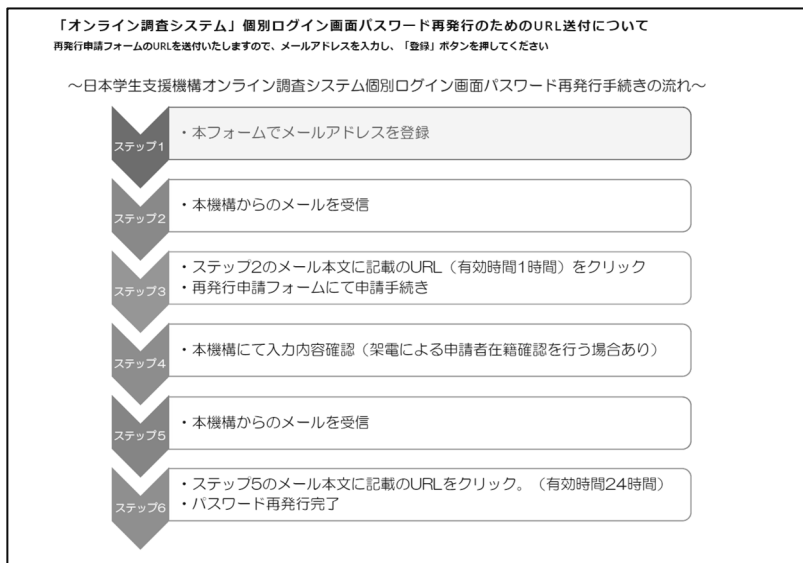 「オンライン調査システム」個別ログイン画面パスワード再発行のためのURL送付について
再発行申請フォームのURLを送付いたしますので、メールアドレスを入力し、「登録」ボタンを押してください
～日本学生支援機構オンライン調査システム個別ログイン画面パスワード再発行手続きの流れ～
ステップ1
・本フォームでメールアドレスを登録
ステップ2
・本機構からのメールを受信
ステップ3
・ステップ2のメール本文に記載のURL（有効時間1時間）をクリック
・再発行申請フォームにて申請手続き
ステップ4
・本機構にて入力内容確認（架電による申請者在籍確認を行う場合あり）
ステップ5
・本機構からのメールを受信
ステップ6
・ステップ5のメール本文に記載のURLをクリック。（有効時間24時間）
・パスワード再発行完了